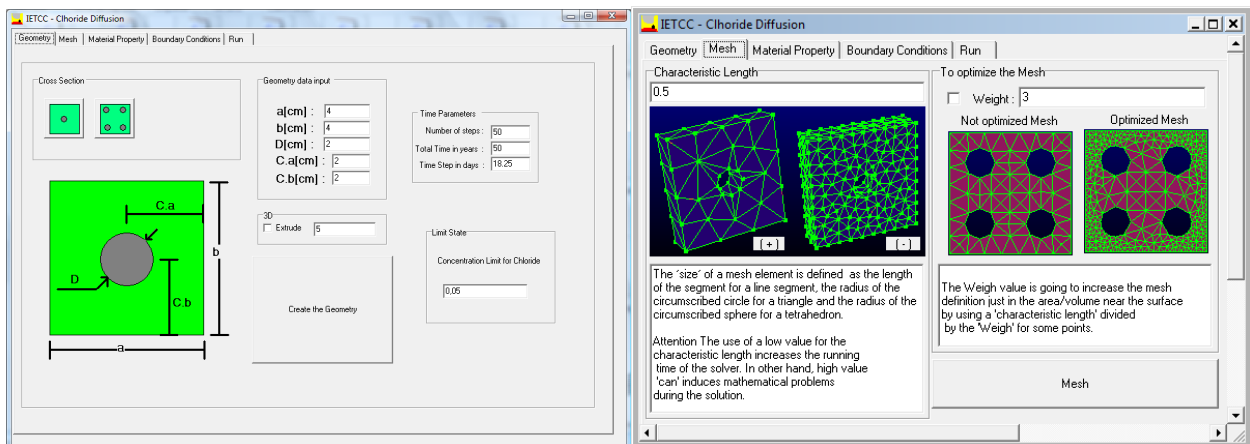 IETCC - Clhoride Diffusion
Geometry Mesh Material Property Boundary Conditions Run
Cross Section
Geometry data input
a[cm] : 4
b[cm] : 4
D[cm] : 2
C.a[cm] : 2
C.b[cm] : 2
Time Parameters
Number of steps : 50
Total Time in years : 50
Time Step in days : 18.25
3D
Extrude 5
Limit State
Concentration Limit for Chloride
0,05
Create the Geometry
C.a
b
D
C.b
a
IETCC - Clhoride Diffusion
Geometry Mesh Material Property Boundary Conditions Run
Characteristic Length
0.5
( + )
( - )
The ´size´ of a mesh element is defined as the length
of the segment for a line segment, the radius of the
circumscribed circle for a triangle and the radius of the
circumscribed sphere for a tetrahedron.
Attention The use of a low value for the
characteristic length increases the running
time of the solver. In other hand, high value
'can' induces mathematical problems
during the solution.
To optimize the Mesh
Weight : 3
Not optimized Mesh
Optimized Mesh
The Weigh value is going to increase the mesh
definition just in the area/volume near the surface
by using a 'characteristic length' divided
by the 'Weigh' for some points.
Mesh